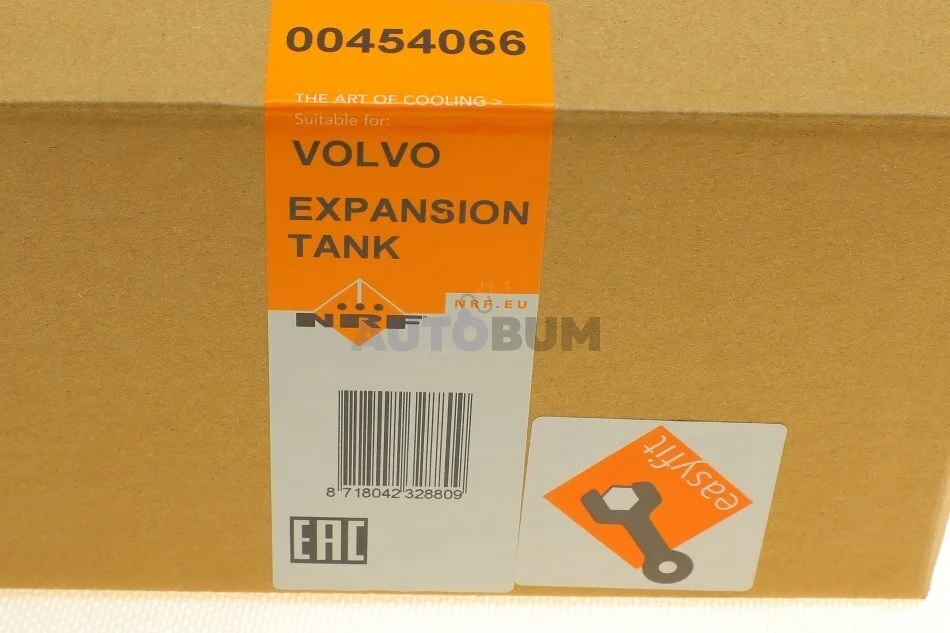 00454066
THE ART OF COOLING >
Suitable for:
VOLVO
EXPANSION
TANK
NRF.EU
NRF
AUTOBUM
8 718042 328809
EAC
easyfit